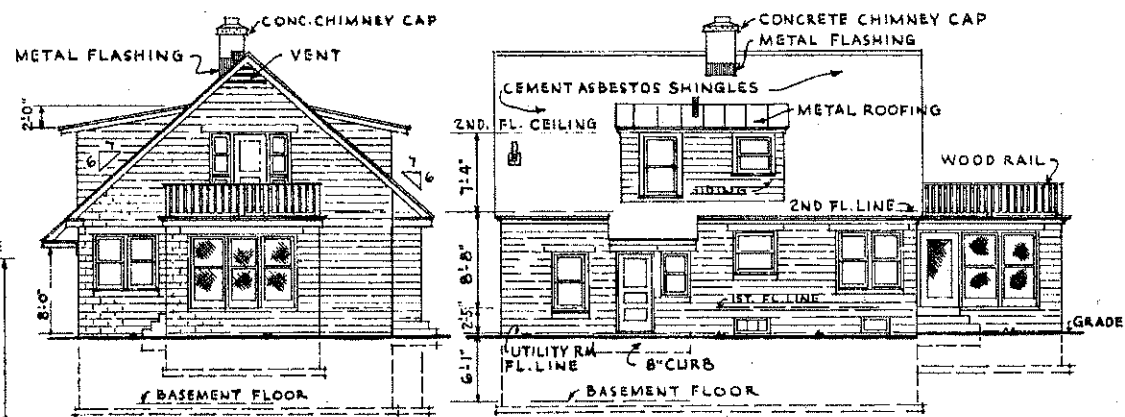 CONC. CHIMNEY CAP
METAL FLASHING
VENT
2'-0"
7
6
7
6
8'-0"
BASEMENT FLOOR
CONCRETE CHIMNEY CAP
METAL FLASHING
CEMENT ASBESTOS SHINGLES
METAL ROOFING
2ND. FL. CEILING
WOOD RAIL
7'-4"
SIDING
2ND FL. LINE
8'-8"
1ST. FL. LINE
2'-5"
GRADE
UTILITY RM
FL. LINE
8" CURB
6'-1"
BASEMENT FLOOR